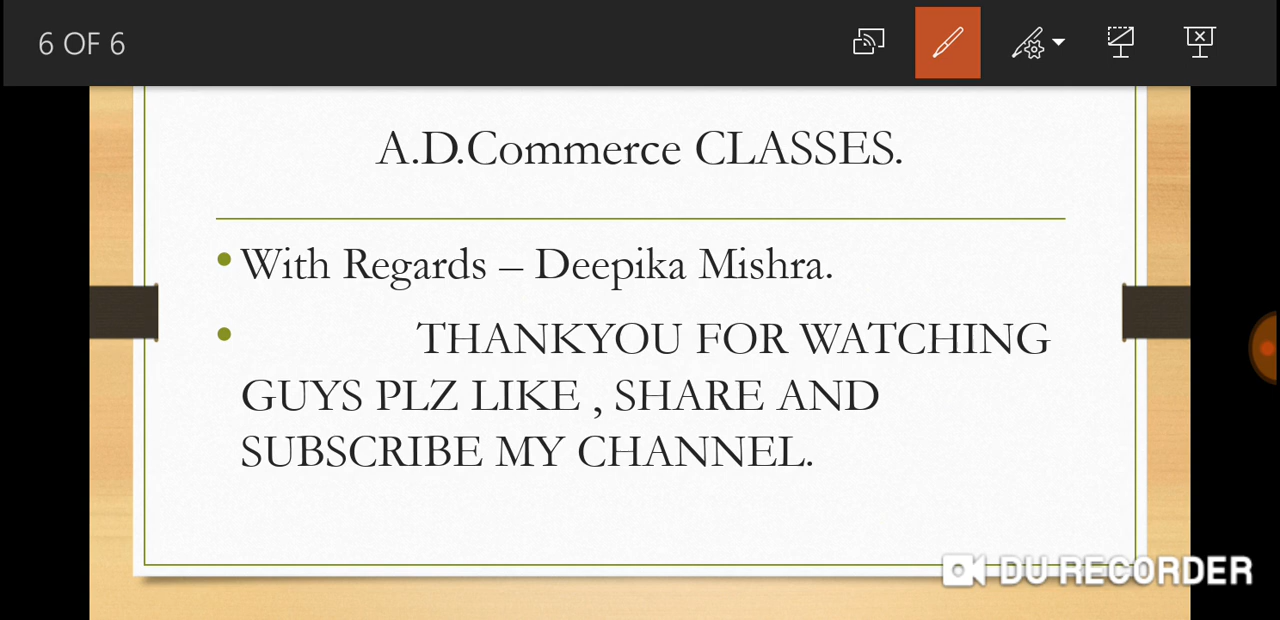 6 OF 6
A.D.Commerce CLASSES.
• With Regards – Deepika Mishra.
• THANKYOU FOR WATCHING
GUYS PLZ LIKE , SHARE AND
SUBSCRIBE MY CHANNEL.
DU RECORDER